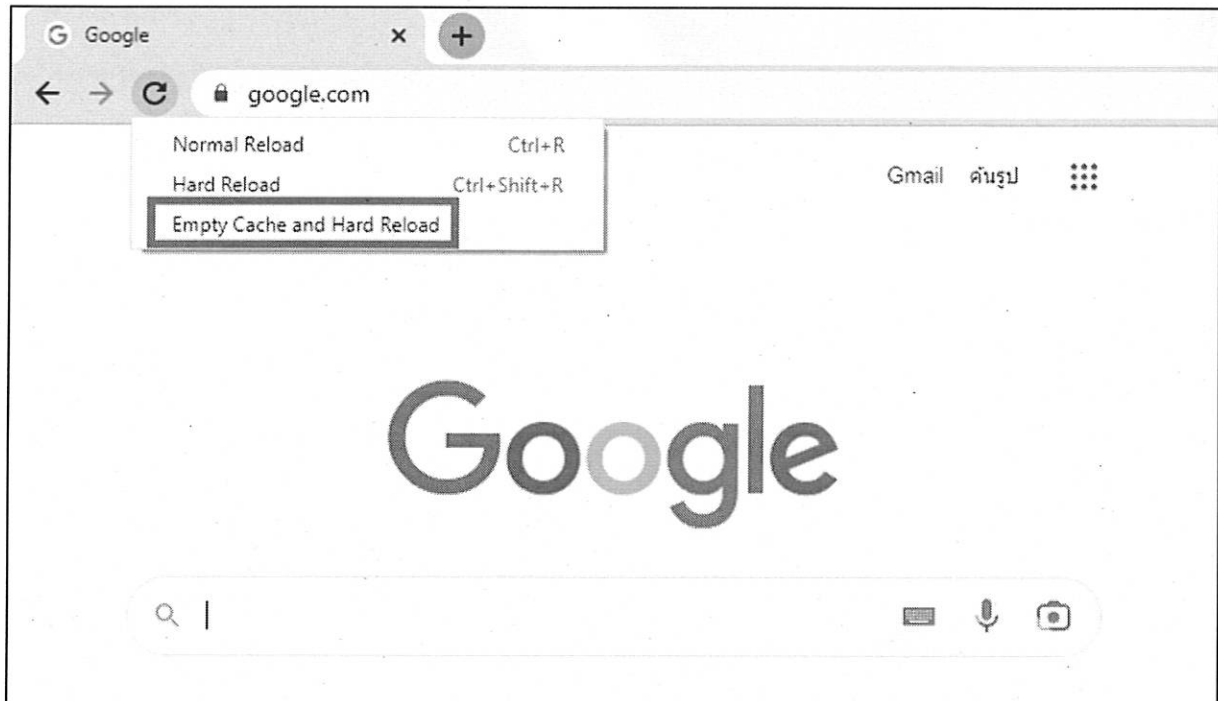 Google
google.com
Normal Reload Ctrl+R
Hard Reload Ctrl+Shift+R
Empty Cache and Hard Reload
Gmail ค้นรูป
Google